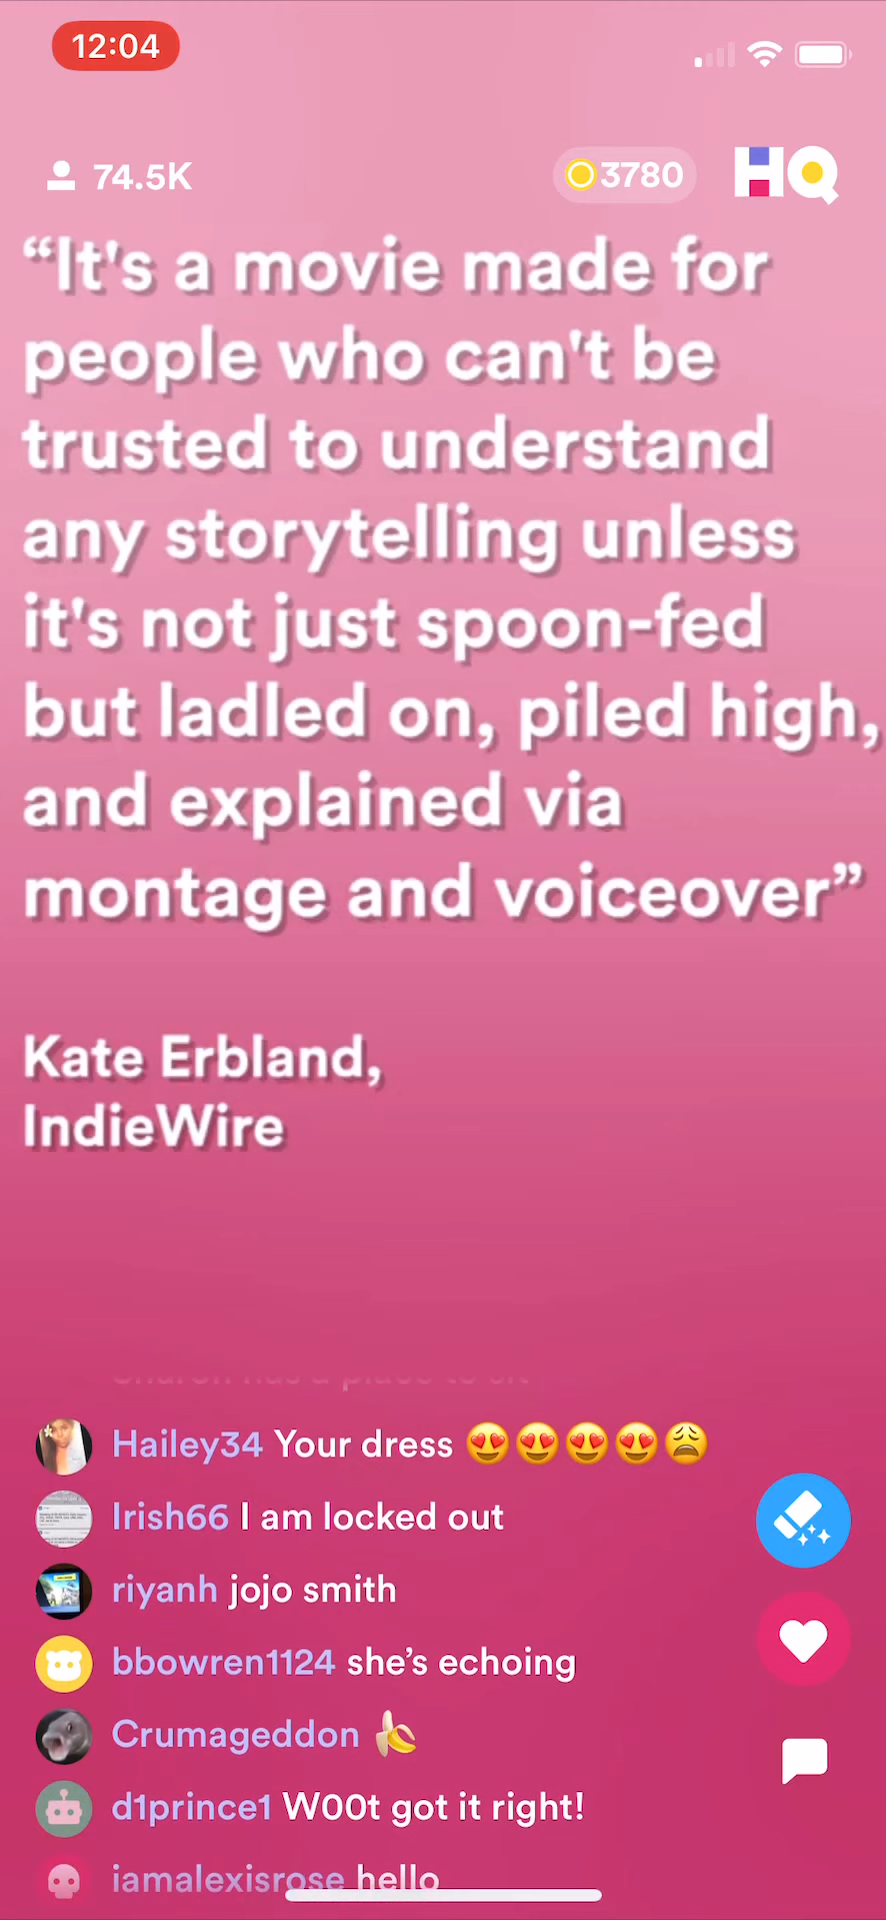 12:04
74.5K
3780
HQ
“It's a movie made for
people who can't be
trusted to understand
any storytelling unless
it's not just spoon-fed
but ladled on, piled high,
and explained via
montage and voiceover”
Kate Erbland,
IndieWire
Hailey34 Your dress 😍😍😍😍😩
Irish66 I am locked out
riyanh jojo smith
bbowren1124 she’s echoing
Crumageddon 🍌
d1prince1 W00t got it right!
iamalexisrose hello